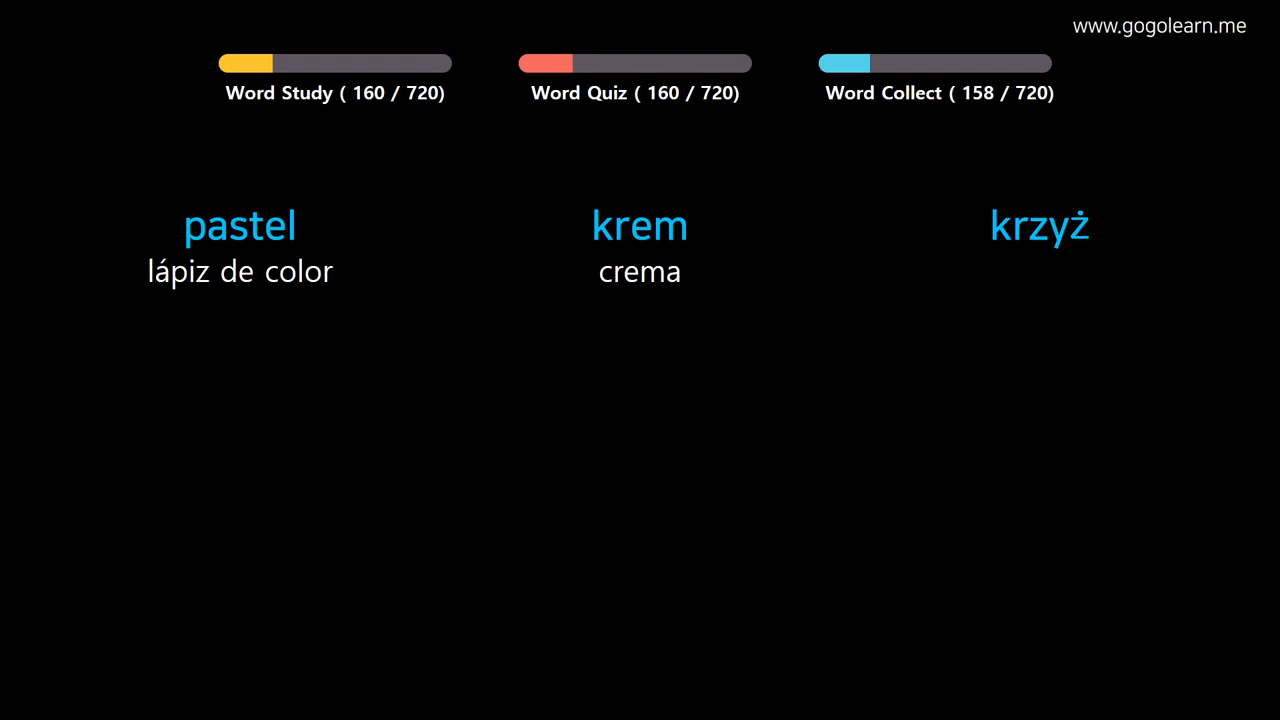 www.gogolearn.me
Word Study ( 160 / 720)
Word Quiz ( 160 / 720)
Word Collect ( 158 / 720)
pastel
krem
krzyż
lápiz de color
crema